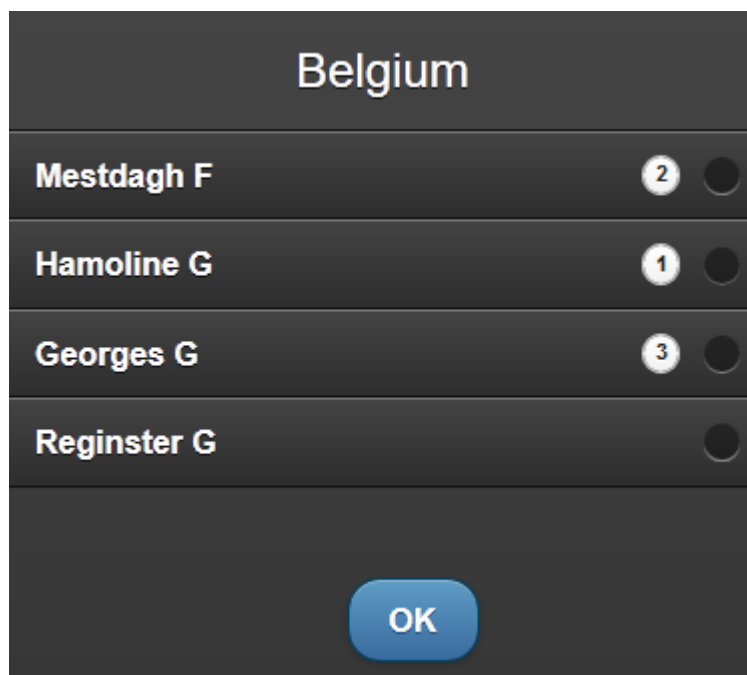 Belgium
Mestdagh F 2
Hamoline G 1
Georges G 3
Reginster G
OK